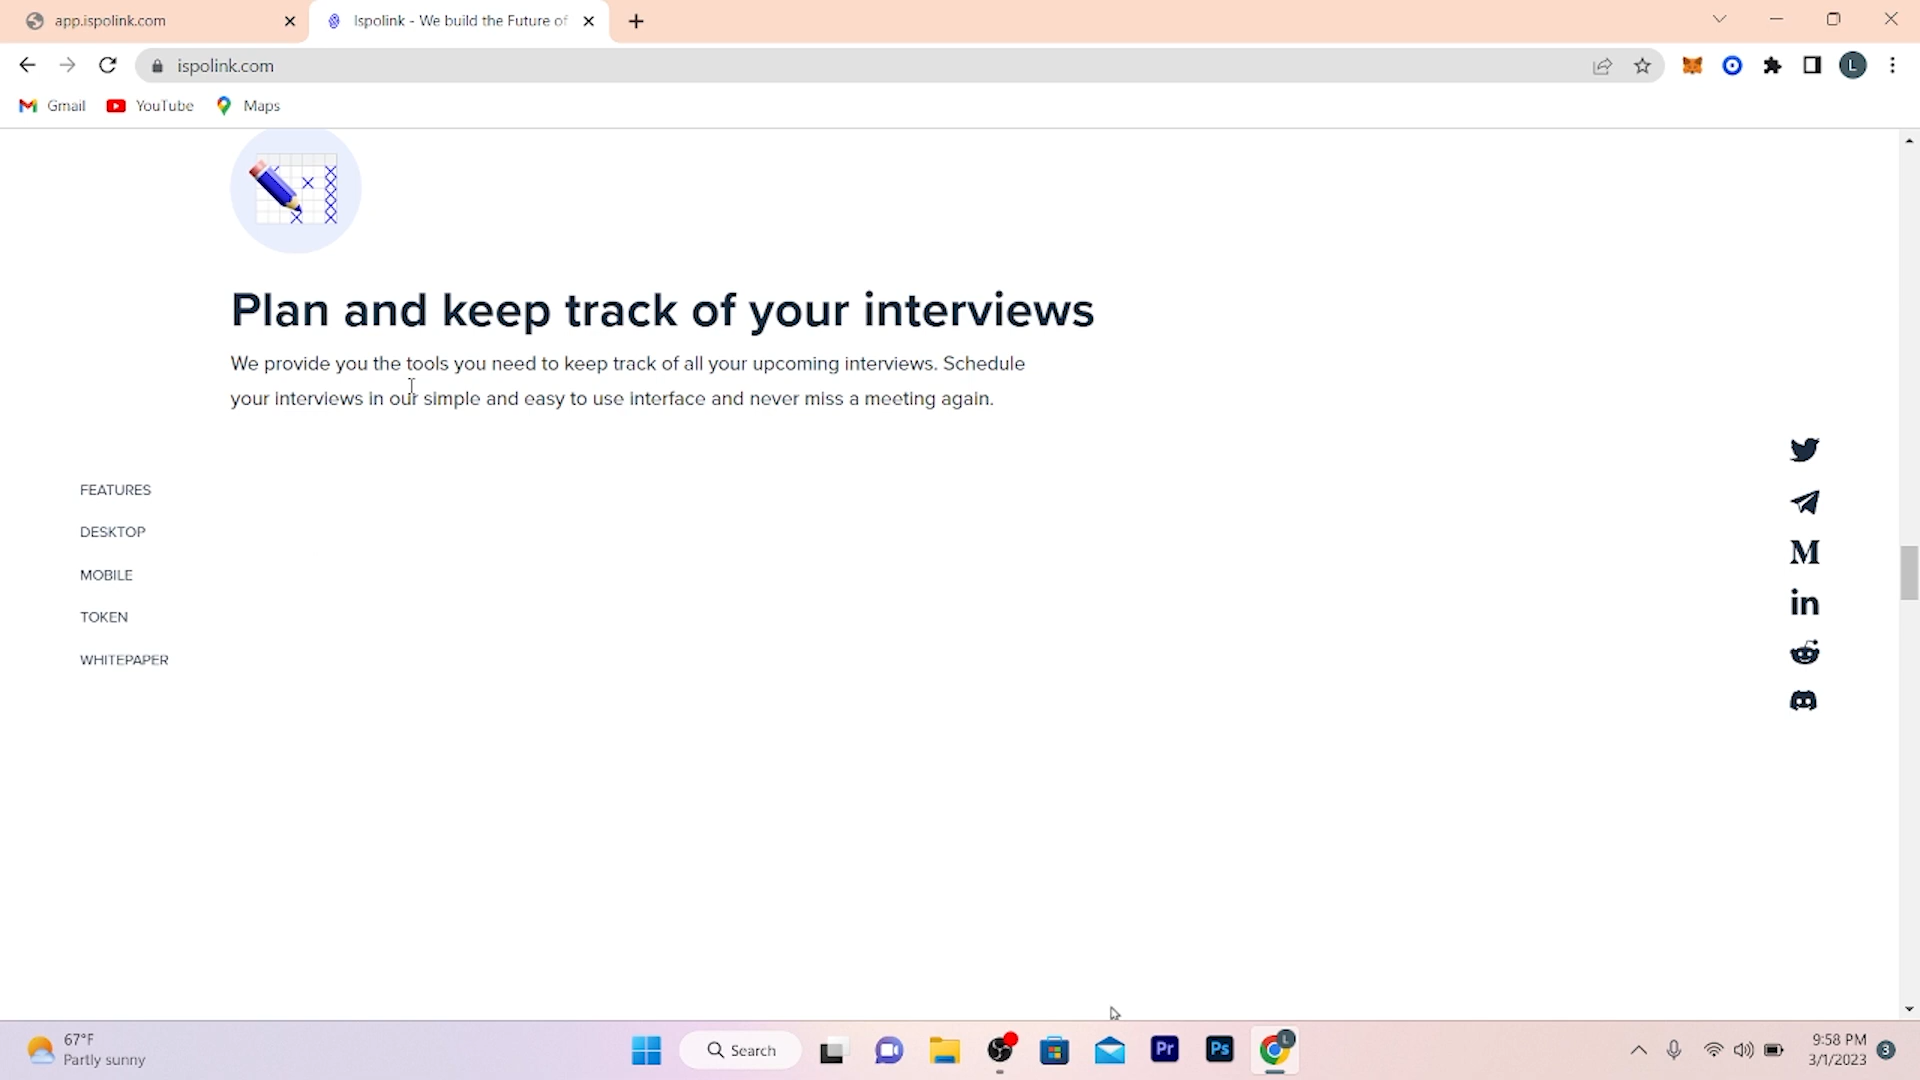 app.ispolink.com
Ispolink - We build the Future of
ispolink.com
Gmail
YouTube
Maps
Plan and keep track of your interviews
We provide you the tools you need to keep track of all your upcoming interviews. Schedule
your interviews in our simple and easy to use interface and never miss a meeting again.
FEATURES
DESKTOP
MOBILE
TOKEN
WHITEPAPER
M
in
67°F
Partly sunny
Search
Pr
Ps
L
L
9:58 PM
3/1/2023
3